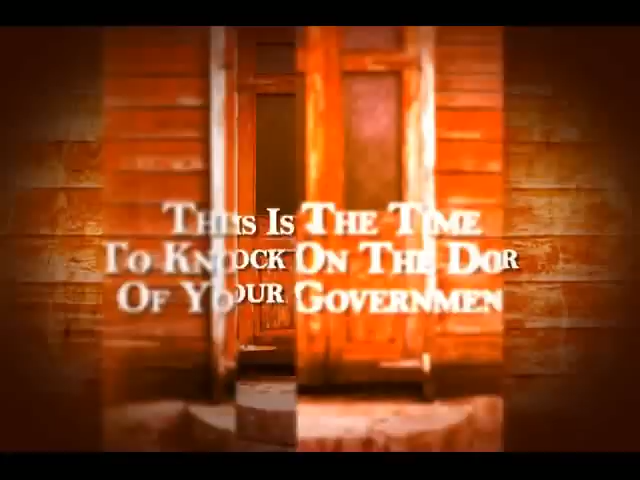 This Is The Time
To Knock On The Dor
Of Your Governmen